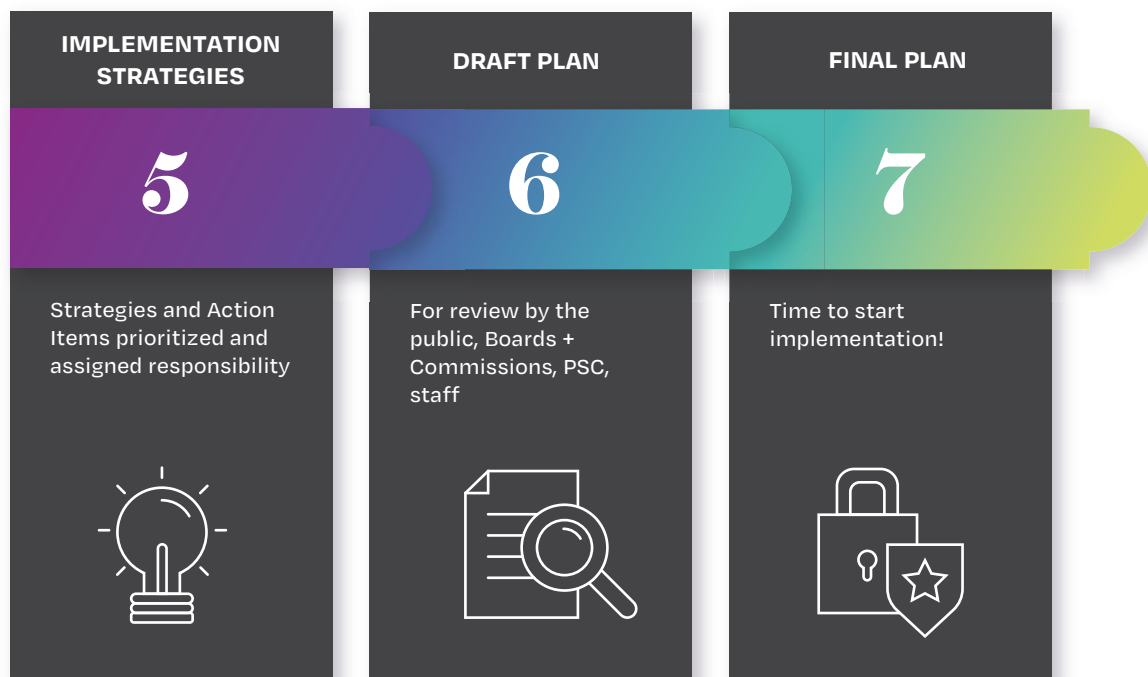 IMPLEMENTATION
STRATEGIES
5
Strategies and Action
Items prioritized and
assigned responsibility
DRAFT PLAN
6
For review by the
public, Boards +
Commissions, PSC,
staff
FINAL PLAN
7
Time to start
implementation!